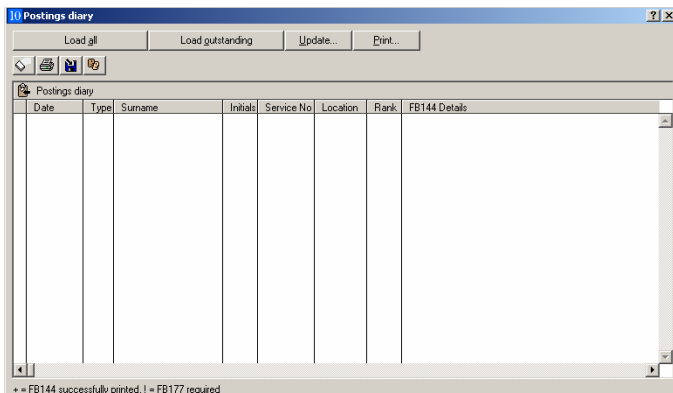 10 Postings diary
Load all Load outstanding Update... Print...
Postings diary
Date Type Surname Initials Service No Location Rank FB144 Details
+ = FB144 successfully printed, ! = FB177 required